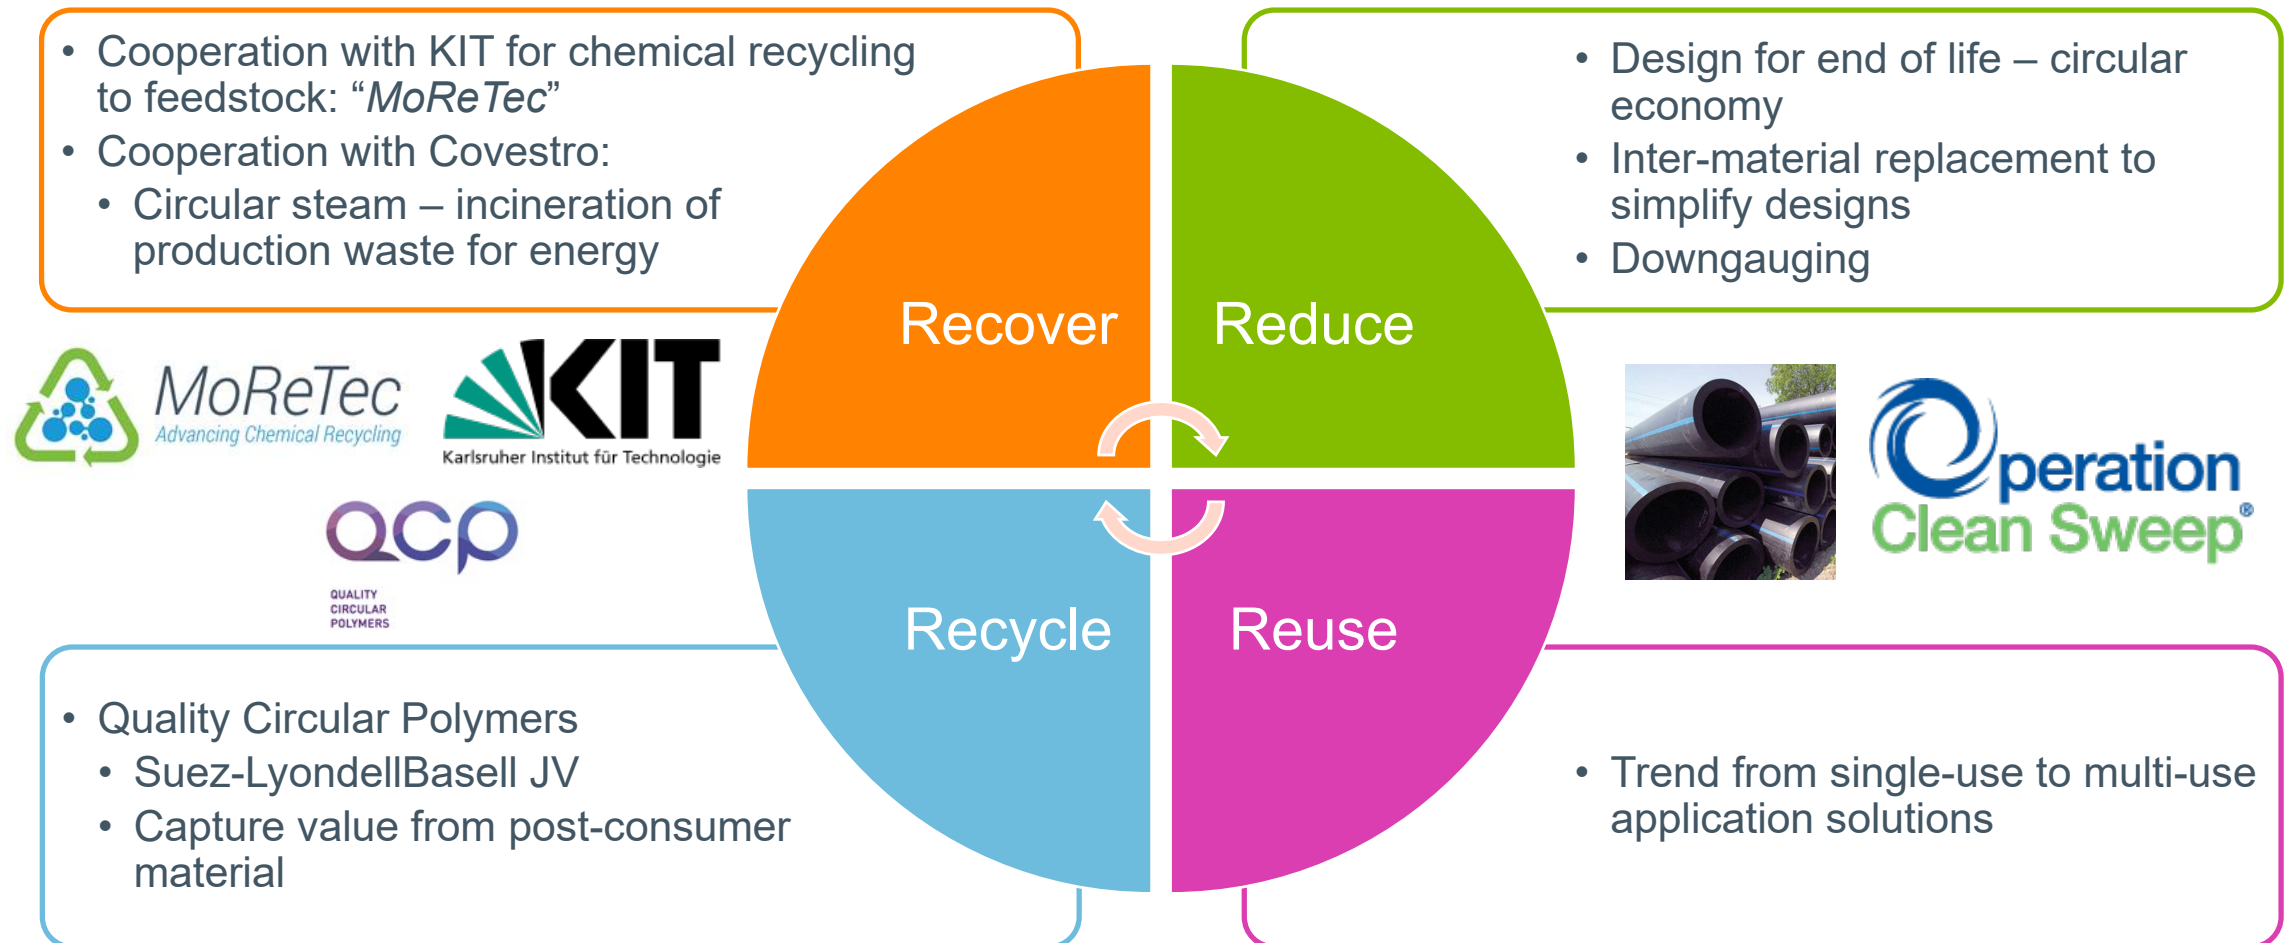 • Cooperation with KIT for chemical recycling
to feedstock: “MoReTec”
• Cooperation with Covestro:
• Circular steam – incineration of
production waste for energy
• Design for end of life – circular
economy
• Inter-material replacement to
simplify designs
• Downgauging
Recover
Reduce
MoReTec
Advancing Chemical Recycling
KIT
Karlsruher Institut für Technologie
Operation
Clean Sweep®
QCP
QUALITY
CIRCULAR
POLYMERS
Recycle
Reuse
• Quality Circular Polymers
• Suez-LyondellBasell JV
• Capture value from post-consumer
material
• Trend from single-use to multi-use
application solutions